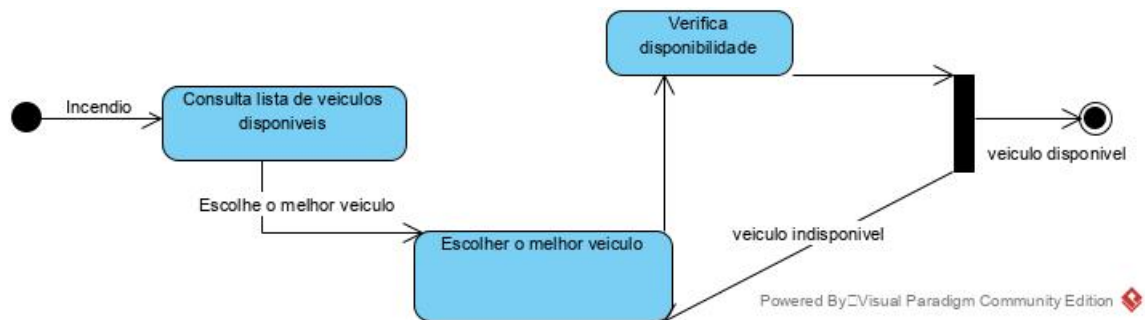 Verifica
disponibilidade
Incendio
Consulta lista de veiculos
disponiveis
veiculo disponivel
Escolhe o melhor veiculo
Escolher o melhor veiculo
veiculo indisponivel
Powered By□Visual Paradigm Community Edition